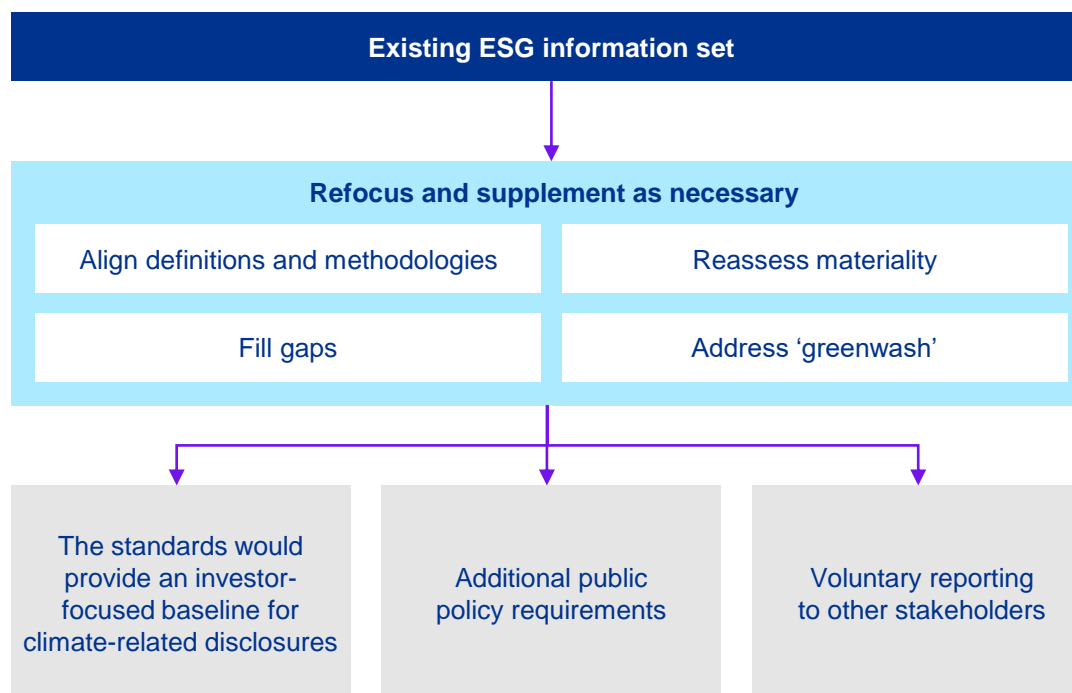 Existing ESG information set
Refocus and supplement as necessary
Align definitions and methodologies
Reassess materiality
Fill gaps
Address ‘greenwash’
The standards would
provide an investor-
focused baseline for
climate-related disclosures
Additional public
policy requirements
Voluntary reporting
to other stakeholders